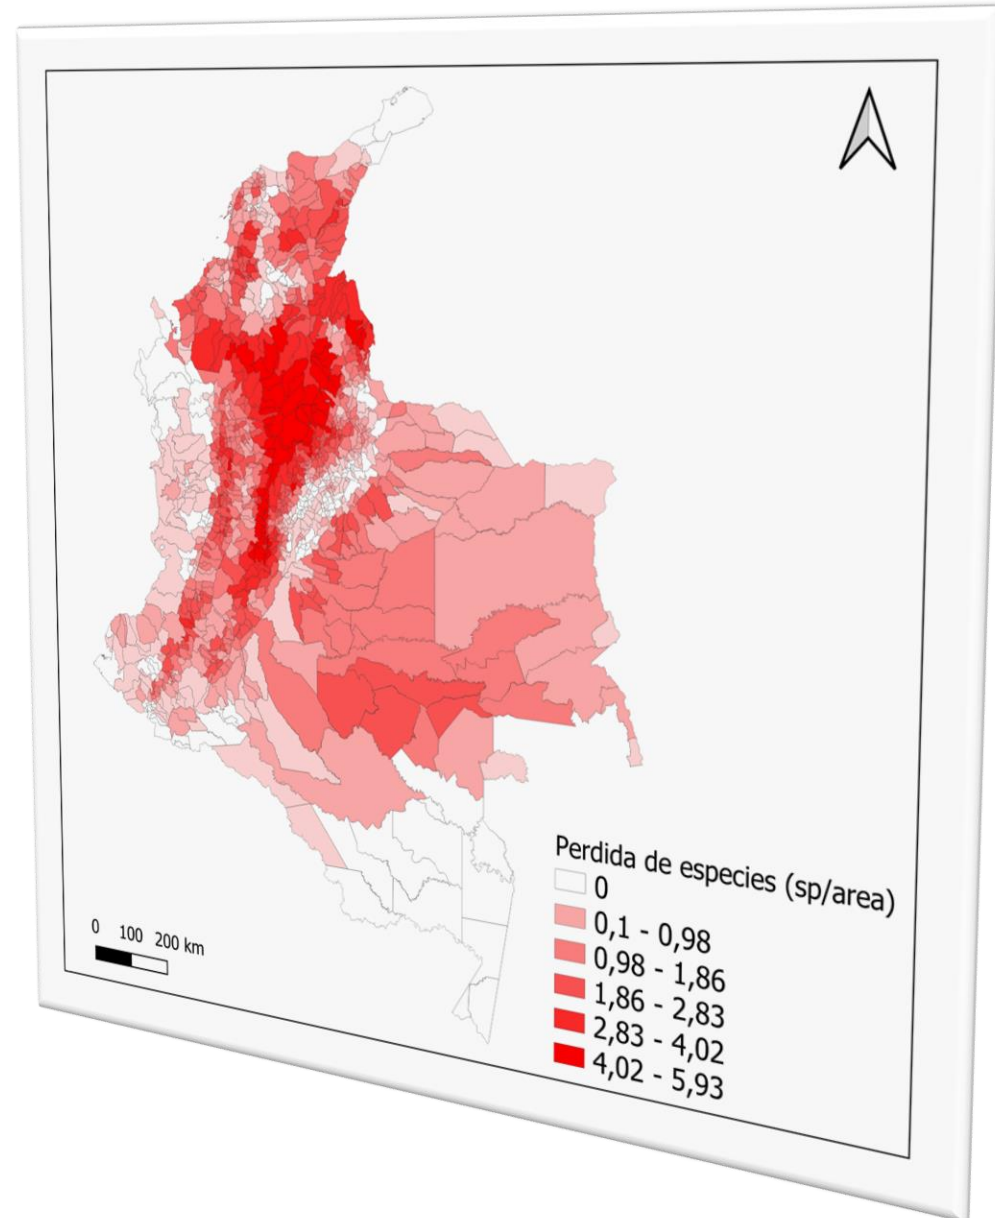 Perdida de especies (sp/area)
0
0,1 - 0,98
0,98 - 1,86
1,86 - 2,83
2,83 - 4,02
4,02 - 5,93
0 100 200 km